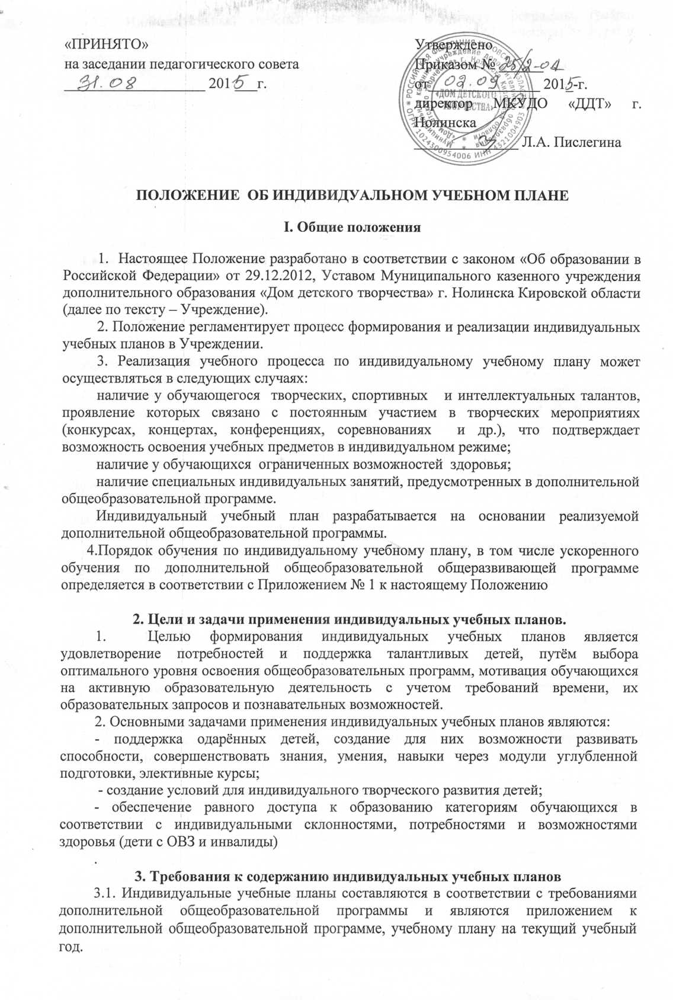 «ПРИНЯТО»
на заседании педагогического совета
31.08 2015 г.
Утверждено
Приказом № 25/2-од
от 02.09 2015-г.
директор МКУДО «ДДТ» г.
Нолинска
Л.А. Пислегина
РОССИЙСКАЯ ФЕДЕРАЦИЯ КИРОВСКАЯ ОБЛАСТЬ
ОГРН 1024300954006 ИНН 4321004903
«ДОМ ДЕТСКОГО
ТВОРЧЕСТВА»
ПОЛОЖЕНИЕ ОБ ИНДИВИДУАЛЬНОМ УЧЕБНОМ ПЛАНЕ
I. Общие положения
1. Настоящее Положение разработано в соответствии с законом «Об образовании в
Российской Федерации» от 29.12.2012, Уставом Муниципального казенного учреждения
дополнительного образования «Дом детского творчества» г. Нолинска Кировской области
(далее по тексту – Учреждение).
2. Положение регламентирует процесс формирования и реализации индивидуальных
учебных планов в Учреждении.
3. Реализация учебного процесса по индивидуальному учебному плану может
осуществляться в следующих случаях:
наличие у обучающегося творческих, спортивных и интеллектуальных талантов,
проявление которых связано с постоянным участием в творческих мероприятиях
(конкурсах, концертах, конференциях, соревнованиях и др.), что подтверждает
возможность освоения учебных предметов в индивидуальном режиме;
наличие у обучающихся ограниченных возможностей здоровья;
наличие специальных индивидуальных занятий, предусмотренных в дополнительной
общеобразовательной программе.
Индивидуальный учебный план разрабатывается на основании реализуемой
дополнительной общеобразовательной программы.
4.Порядок обучения по индивидуальному учебному плану, в том числе ускоренного
обучения по дополнительной общеобразовательной общеразвивающей программе
определяется в соответствии с Приложением № 1 к настоящему Положению
2. Цели и задачи применения индивидуальных учебных планов.
1. Целью формирования индивидуальных учебных планов является
удовлетворение потребностей и поддержка талантливых детей, путём выбора
оптимального уровня освоения общеобразовательных программ, мотивация обучающихся
на активную образовательную деятельность с учетом требований времени, их
образовательных запросов и познавательных возможностей.
2. Основными задачами применения индивидуальных учебных планов являются:
- поддержка одарённых детей, создание для них возможности развивать
способности, совершенствовать знания, умения, навыки через модули углубленной
подготовки, элективные курсы;
- создание условий для индивидуального творческого развития детей;
- обеспечение равного доступа к образованию категориям обучающихся в
соответствии с индивидуальными склонностями, потребностями и возможностями
здоровья (дети с ОВЗ и инвалиды)
.
3. Требования к содержанию индивидуальных учебных планов
3.1. Индивидуальные учебные планы составляются в соответствии с требованиями
дополнительной общеобразовательной программы и являются приложением к
дополнительной общеобразовательной программе, учебному плану на текущий учебный
год.